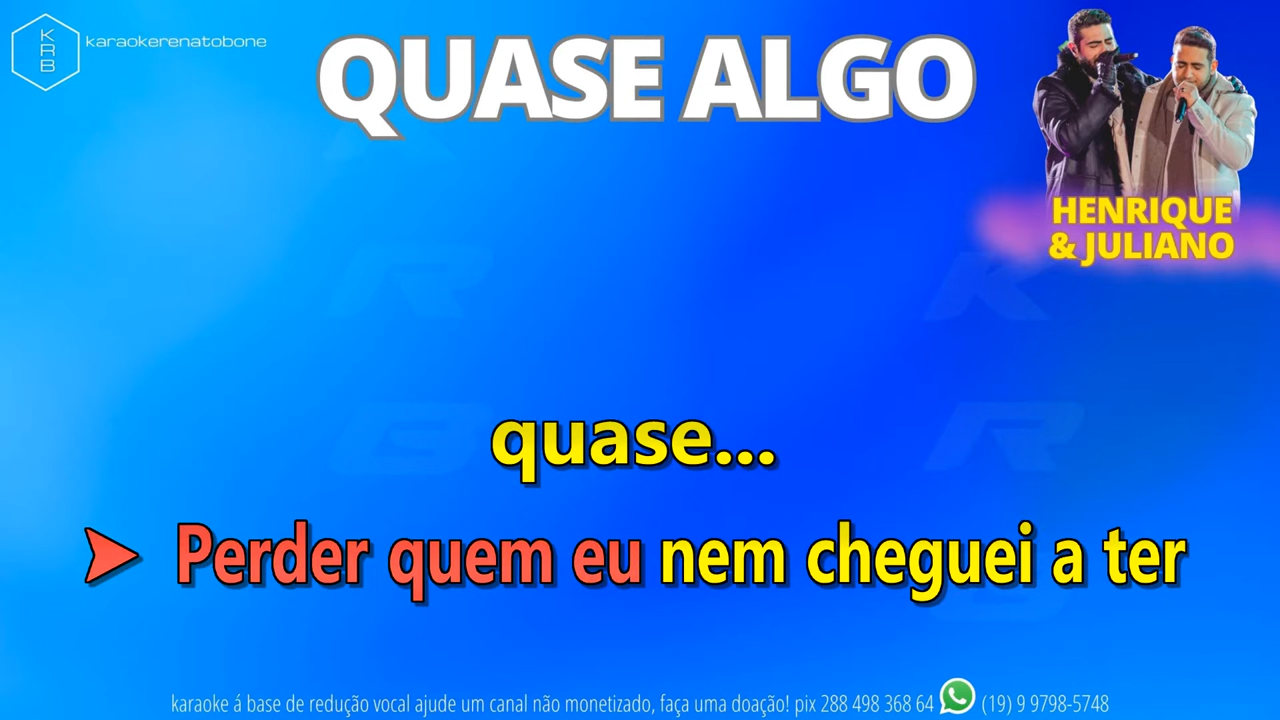 KRB
karaokerenatobone
QUASE ALGO
HENRIQUE
& JULIANO
quase...
Perder quem eu nem cheguei a ter
karaoke á base de redução vocal ajude um canal não monetizado, faça uma doação! pix 288 498 368 64 (19) 9 9798-5748